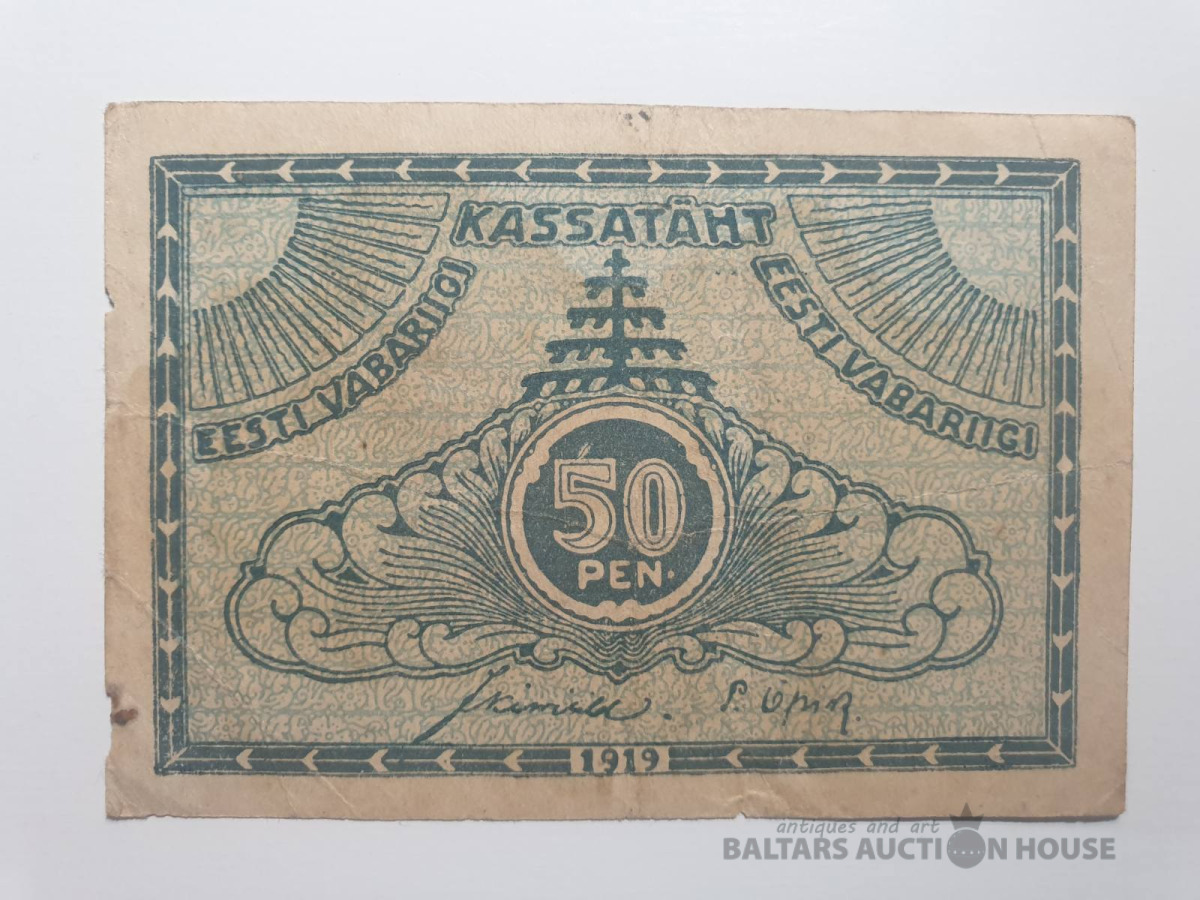 KASSATÄHT
EESTI VABARIIGI
EESTI VABARIIGI
50
PEN.
1919
antiques and art
BALTARS AUCTION HOUSE